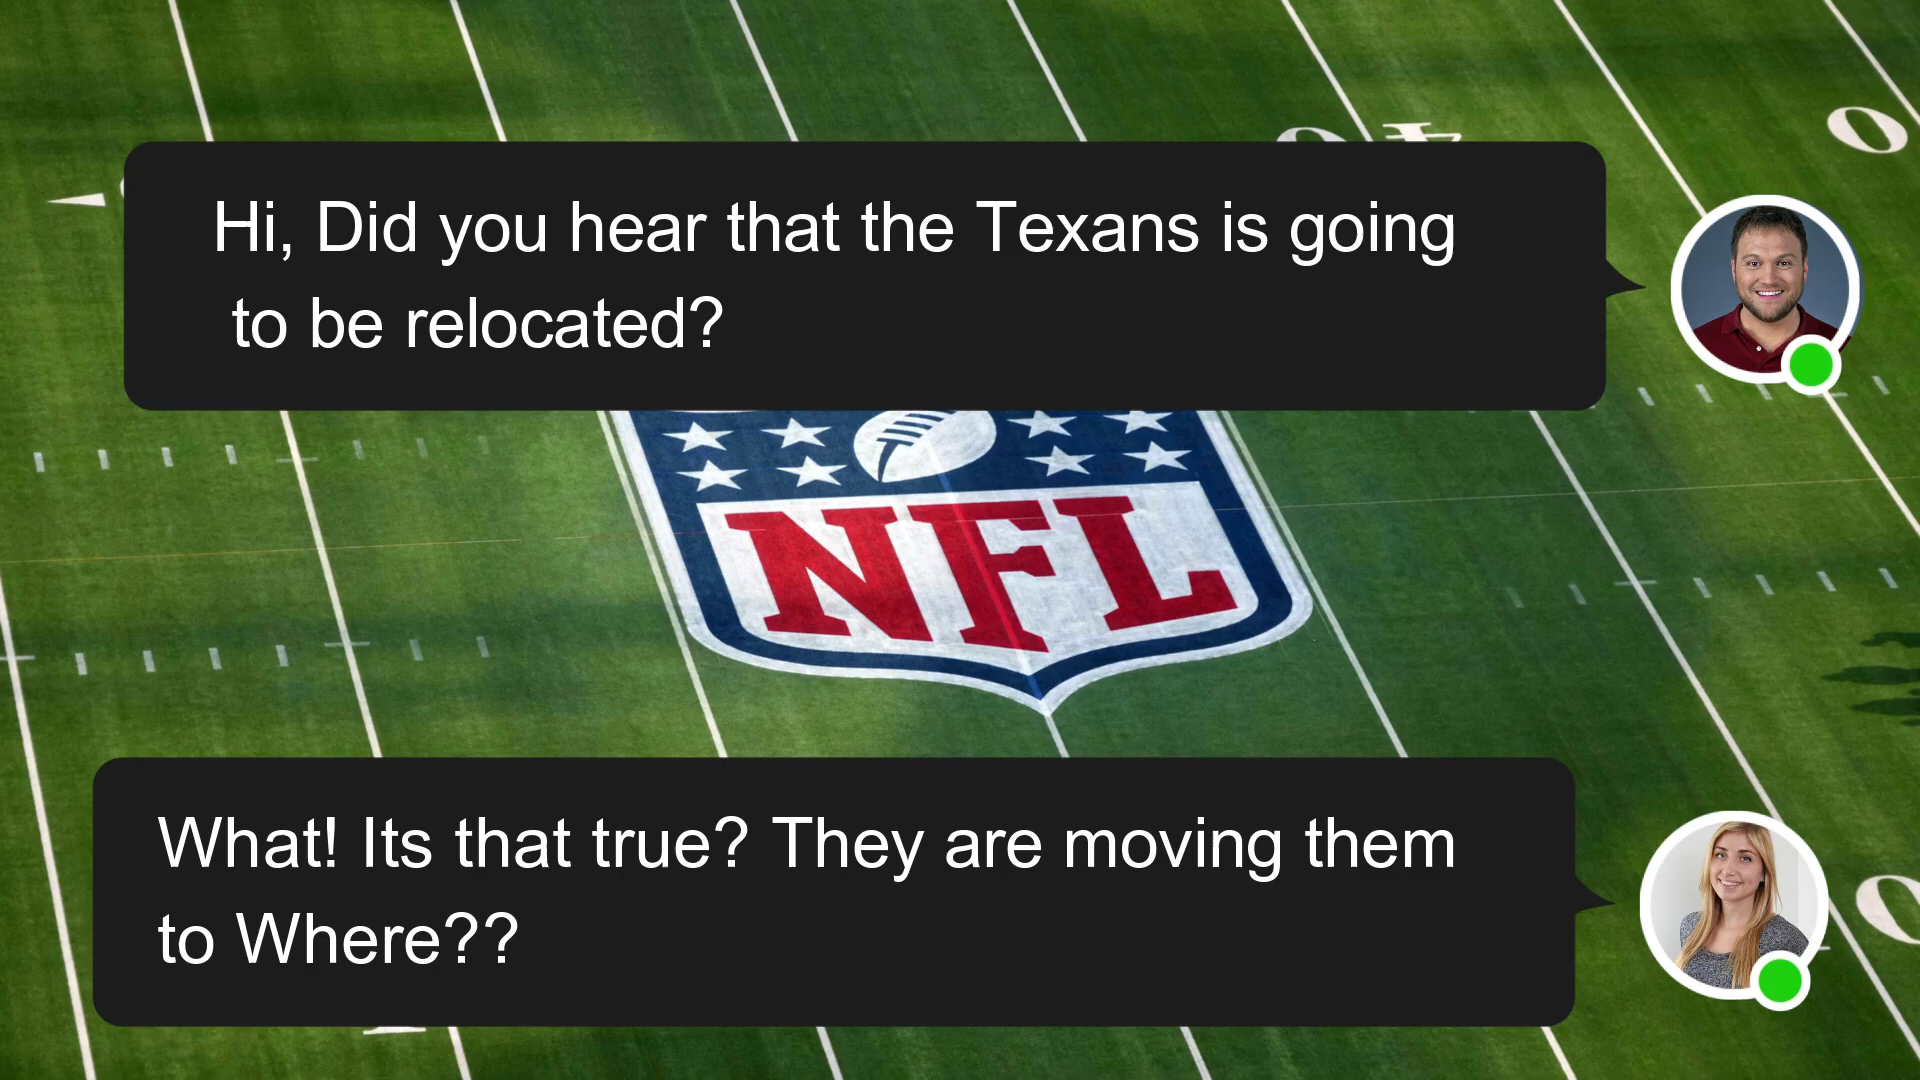 Hi, Did you hear that the Texans is going
to be relocated?
NFL
What! Its that true? They are moving them
to Where??